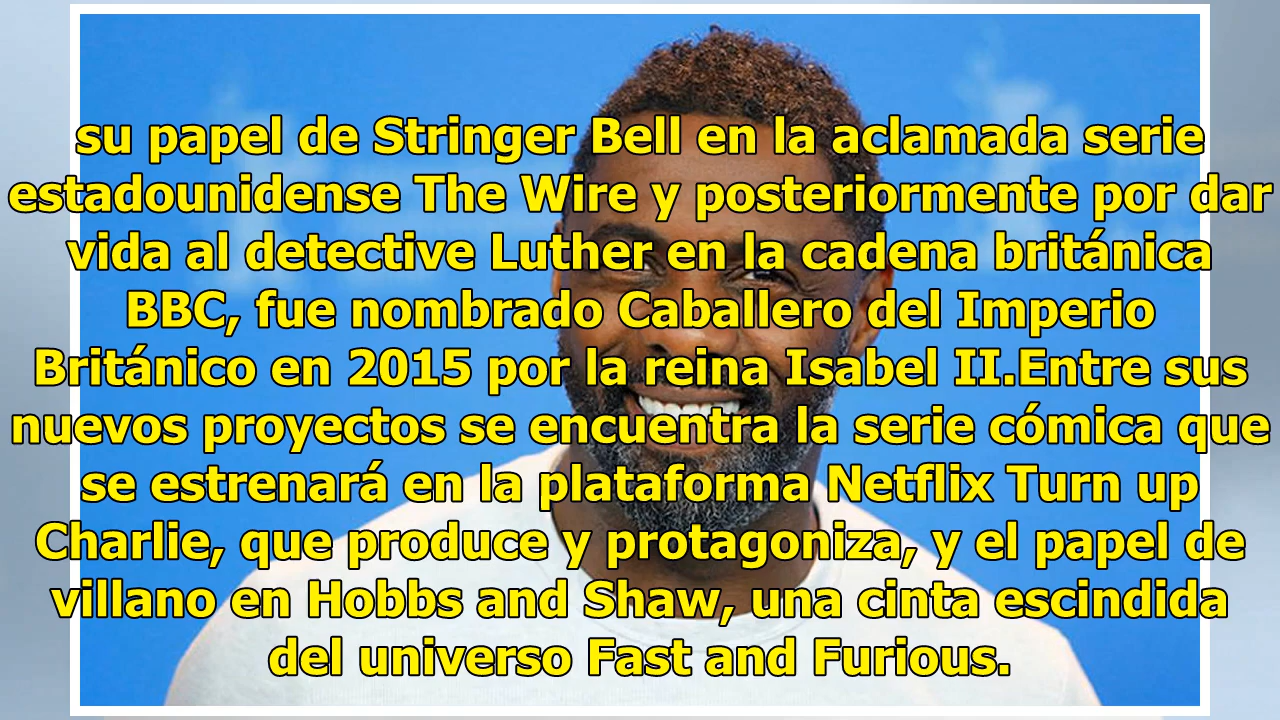 su papel de Stringer Bell en la aclamada serie
estadounidense The Wire y posteriormente por dar
vida al detective Luther en la cadena británica
BBC, fue nombrado Caballero del Imperio
Británico en 2015 por la reina Isabel II.Entre sus
nuevos proyectos se encuentra la serie cómica que
se estrenará en la plataforma Netflix Turn up
Charlie, que produce y protagoniza, y el papel de
villano en Hobbs and Shaw, una cinta escindida
del universo Fast and Furious.